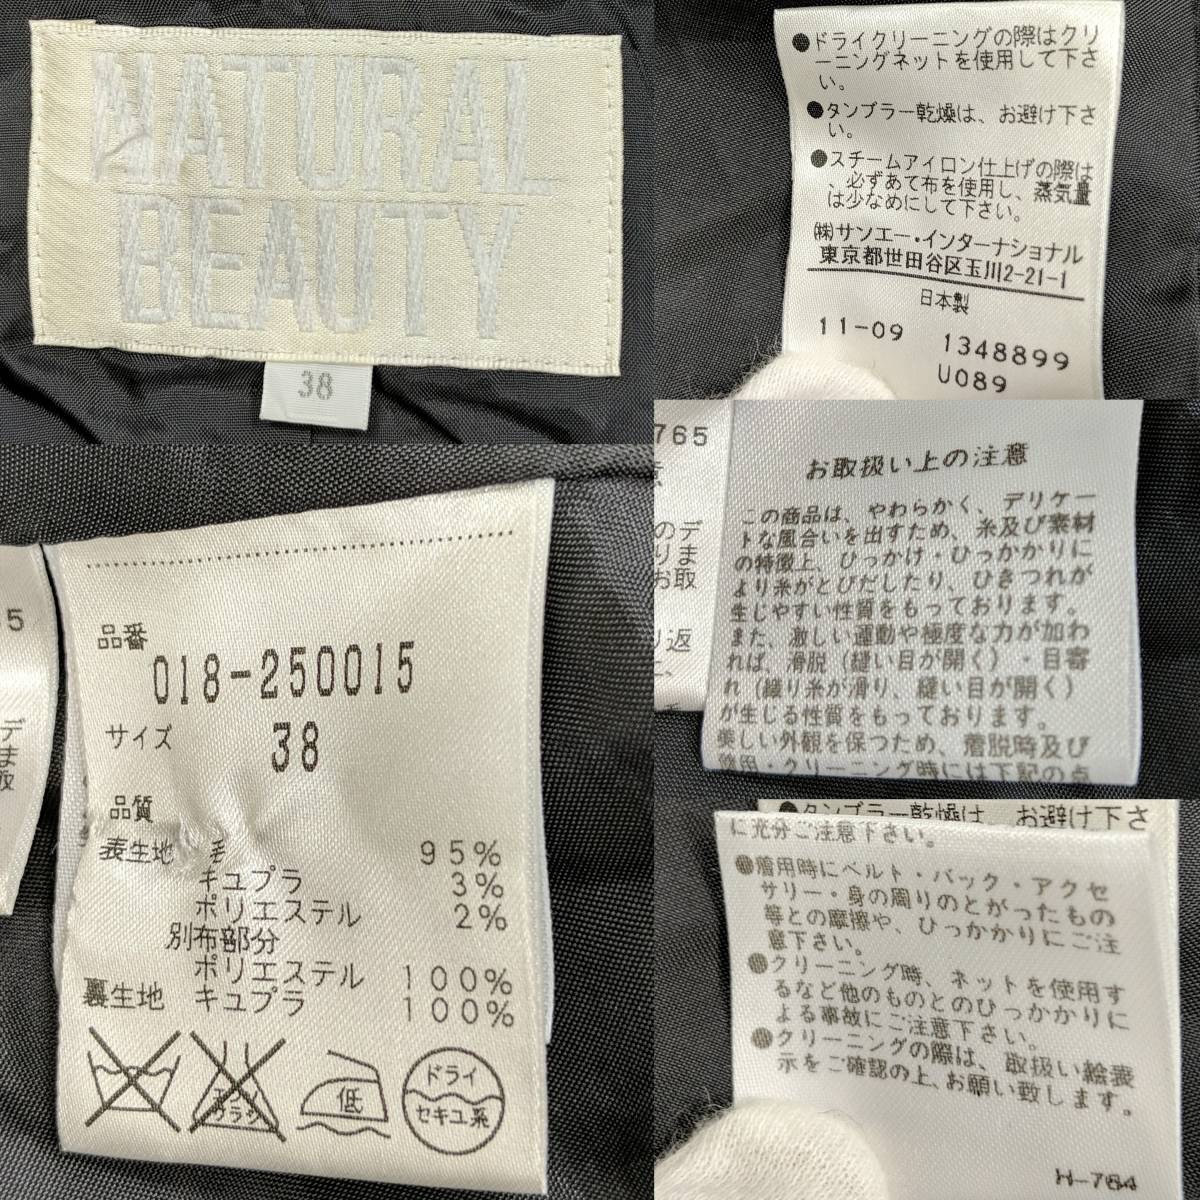 NATURAL
BEAUTY
38
●ドライクリーニングの際はクリ
ーニングネットを使用して下さ
い。
●タンブラー乾燥は、お避け下さ
い。
●スチームアイロン仕上げの際は
、必ずあて布を使用し、蒸気量
は少なめにして下さい。
㈱サンエー・インターナショナル
東京都世田谷区玉川2-21-1
日本製
11-09 1348899
U089
765
のデ
りま
お取
り返
お取扱い上の注意
この商品は、やわらかく、デリケー
トな風合いを出すため、糸及び素材
の特徴上、ひっかけ・ひっかかりに
より糸がとびだしたり、ひきつれが
生じやすい性質をもっております。
また、激しい運動や極度な力が加わ
れば、滑脱（縫い目が開く）・目寄
れ（織り糸が滑り、縫い目が開く）
が生じる性質をもっております。
美しい外観を保つため、着脱時及び
着用・クリーニング時には下記の点
5
デ
ま
取
品番
018-250015
サイズ 38
品質
表生地 毛 95%
キュプラ 3%
ポリエステル 2%
別布部分
ポリエステル 100%
裏生地 キュプラ 100%
エンソ
プラシ
低
ドライ
セキユ系
●タンブラー乾燥は、お避け下さ
に充分ご注意下さい。
●着用時にベルト・バック・アクセ
サリー・身の周りのとがったもの
等との摩擦や、ひっかかりにご注
意下さい。
●クリーニング時、ネットを使用す
るなど他のものとのひっかかりに
よる事故にご注意下さい。
●クリーニングの際は、取扱い絵表
示をご確認の上、お願い致します。
H-784